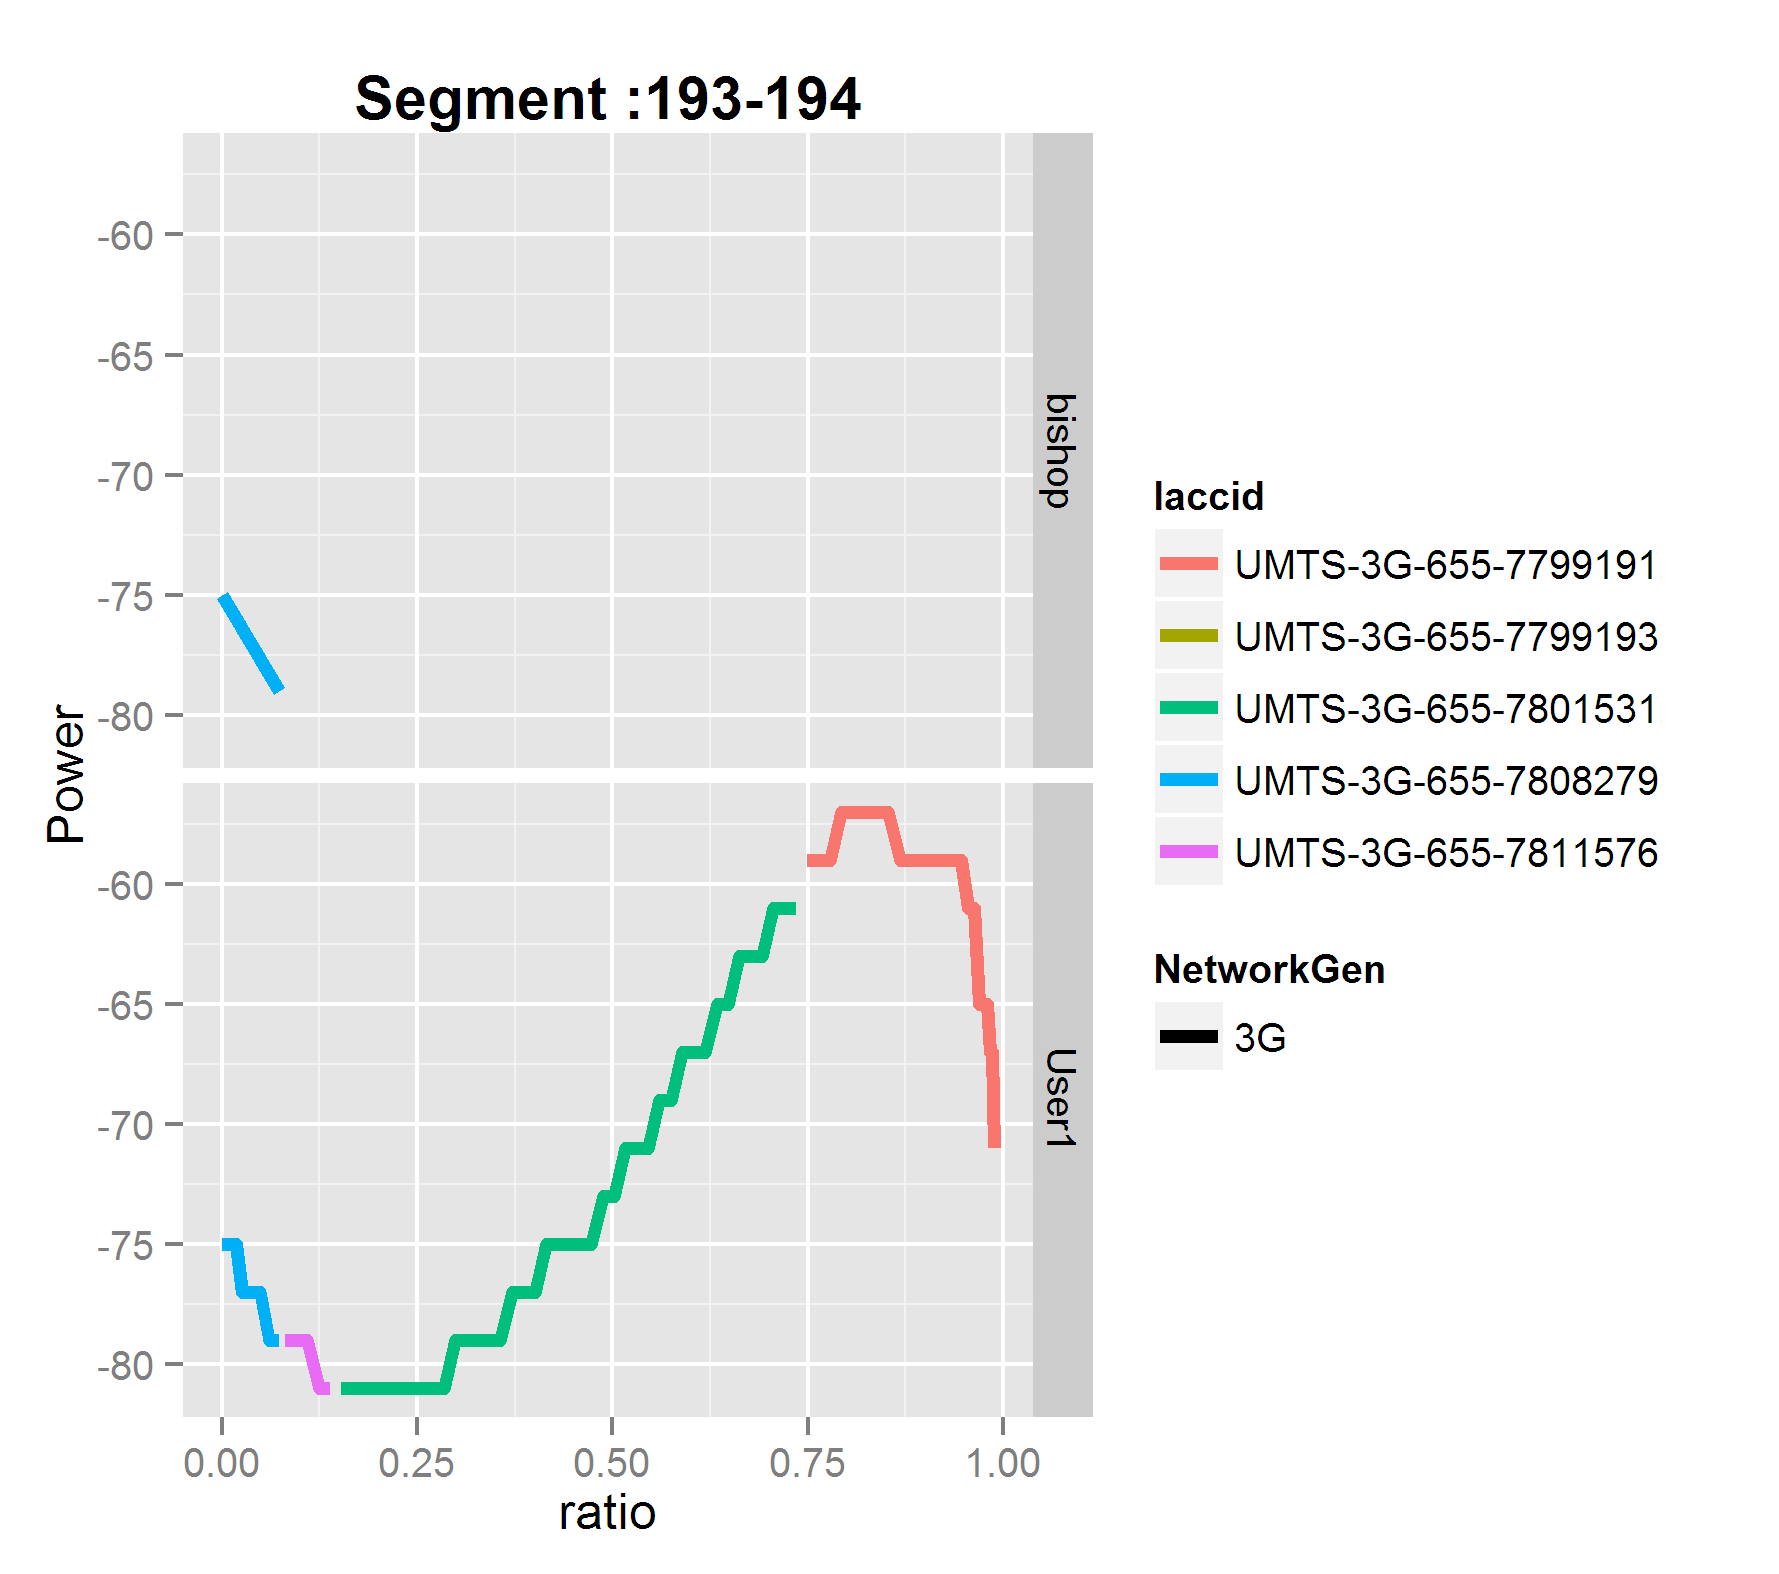 Segment :193-194
-60
-65
-70
-75
-80
bishop
Power
-60
-65
-70
-75
-80
User1
0.00 0.25 0.50 0.75 1.00
ratio
laccid
UMTS-3G-655-7799191
UMTS-3G-655-7799193
UMTS-3G-655-7801531
UMTS-3G-655-7808279
UMTS-3G-655-7811576
NetworkGen
3G